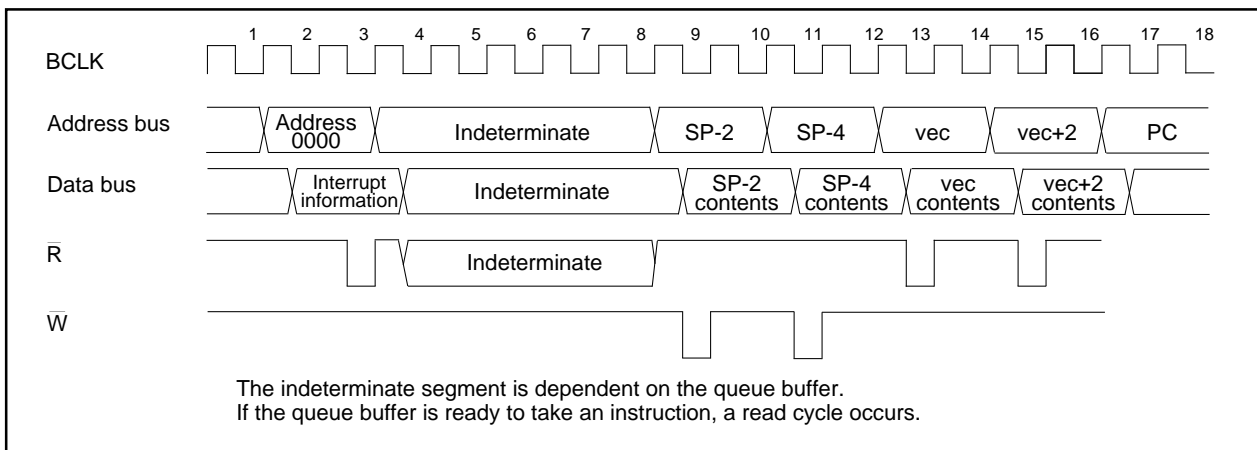 1 2 3 4 5 6 7 8 9 10 11 12 13 14 15 16 17 18
BCLK
Address bus
Address
0000
Indeterminate
SP-2
SP-4
vec
vec+2
PC
Data bus
Interrupt
information
Indeterminate
SP-2
contents
SP-4
contents
vec
contents
vec+2
contents
R̅
Indeterminate
W̅
The indeterminate segment is dependent on the queue buffer.
If the queue buffer is ready to take an instruction, a read cycle occurs.